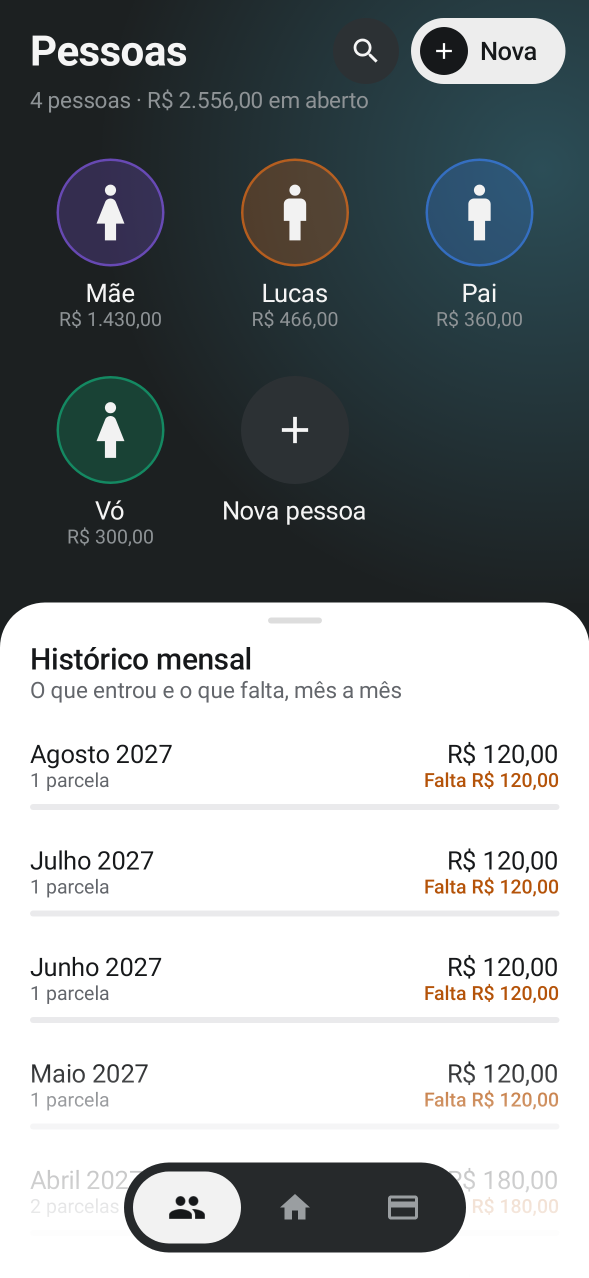 Pessoas
Nova
4 pessoas · R$ 2.556,00 em aberto
Mãe
R$ 1.430,00
Lucas
R$ 466,00
Pai
R$ 360,00
Vó
R$ 300,00
Nova pessoa
Histórico mensal
O que entrou e o que falta, mês a mês
Agosto 2027
R$ 120,00
1 parcela
Falta R$ 120,00
Julho 2027
R$ 120,00
1 parcela
Falta R$ 120,00
Junho 2027
R$ 120,00
1 parcela
Falta R$ 120,00
Maio 2027
R$ 120,00
1 parcela
Falta R$ 120,00
Abril 2027
R$ 180,00
2 parcelas
R$ 180,00